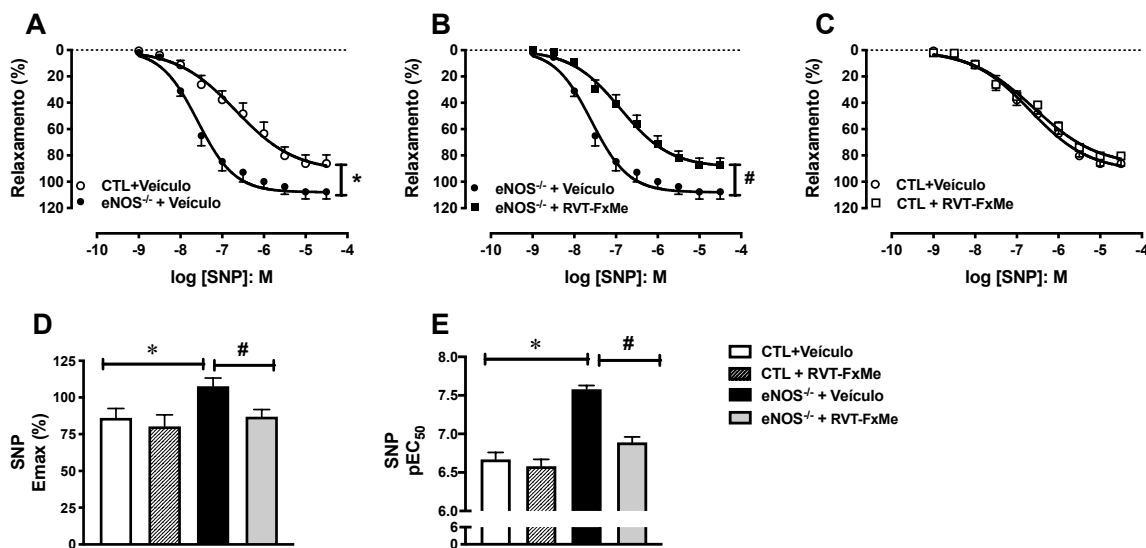 A
0
20
40
60
80
100
120
Relaxamento (%)
CTL+Veículo
eNOS-/- + Veículo
*
-10 -9 -8 -7 -6 -5 -4
log [SNP]: M
B
0
20
40
60
80
100
120
Relaxamento (%)
eNOS-/- + Veículo
eNOS-/- + RVT-FxMe
#
-10 -9 -8 -7 -6 -5 -4
log [SNP]: M
C
0
20
40
60
80
100
120
Relaxamento (%)
CTL+Veículo
CTL + RVT-FxMe
-10 -9 -8 -7 -6 -5 -4
log [SNP]: M
D
125
100
75
50
25
0
SNP
Emax (%)
* #
E
8.0
7.5
7.0
6.5
6.0
6
0
SNP
pEC50
* #
CTL+Veículo
CTL + RVT-FxMe
eNOS-/- + Veículo
eNOS-/- + RVT-FxMe